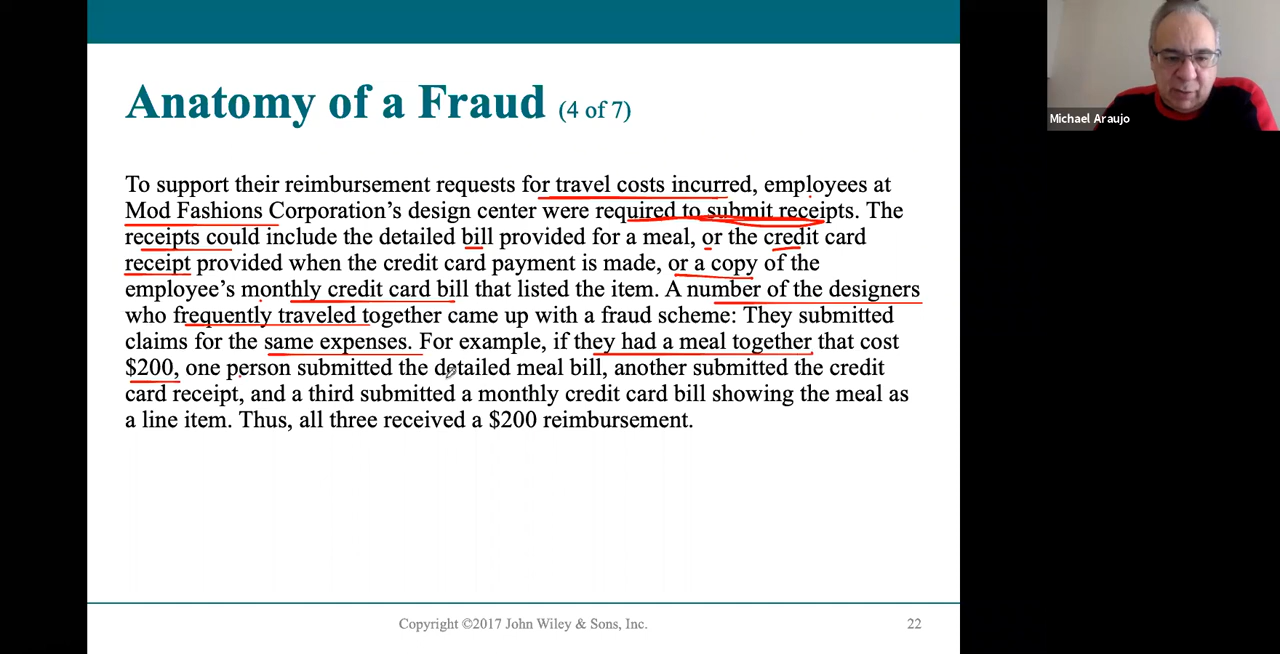 Anatomy of a Fraud (4 of 7)
Michael Araujo
To support their reimbursement requests for travel costs incurred, employees at
Mod Fashions Corporation’s design center were required to submit receipts. The
receipts could include the detailed bill provided for a meal, or the credit card
receipt provided when the credit card payment is made, or a copy of the
employee’s monthly credit card bill that listed the item. A number of the designers
who frequently traveled together came up with a fraud scheme: They submitted
claims for the same expenses. For example, if they had a meal together that cost
$200, one person submitted the detailed meal bill, another submitted the credit
card receipt, and a third submitted a monthly credit card bill showing the meal as
a line item. Thus, all three received a $200 reimbursement.
Copyright ©2017 John Wiley & Sons, Inc.
22